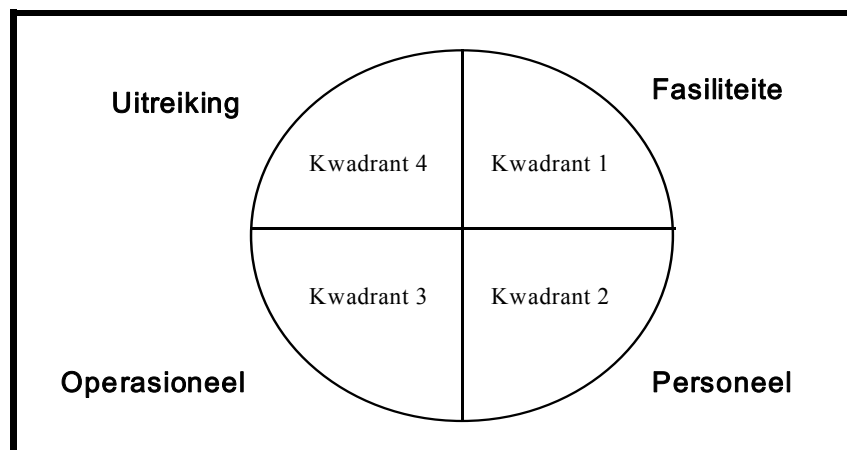 Fasiliteite
Uitreiking
Kwadrant 4
Kwadrant 1
Kwadrant 3
Kwadrant 2
Operasioneel
Personeel